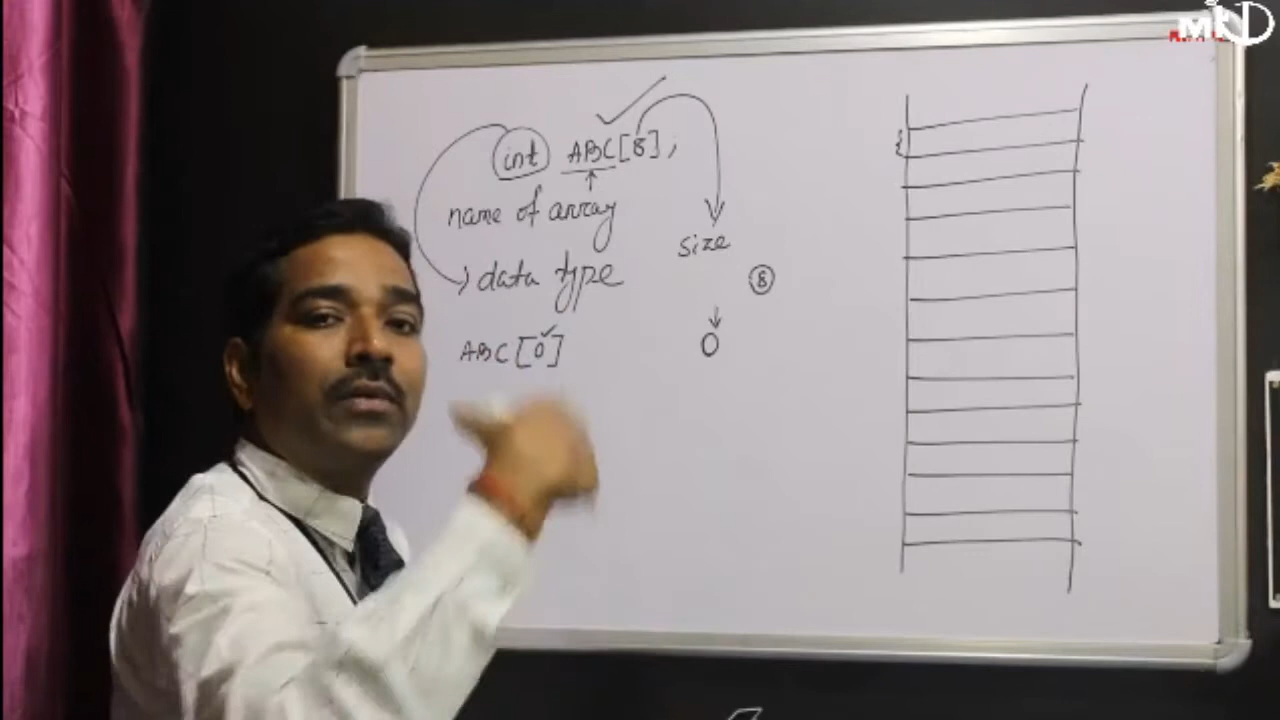 int ABC[8];
name of array
size
data type
8
ABC[0]
0